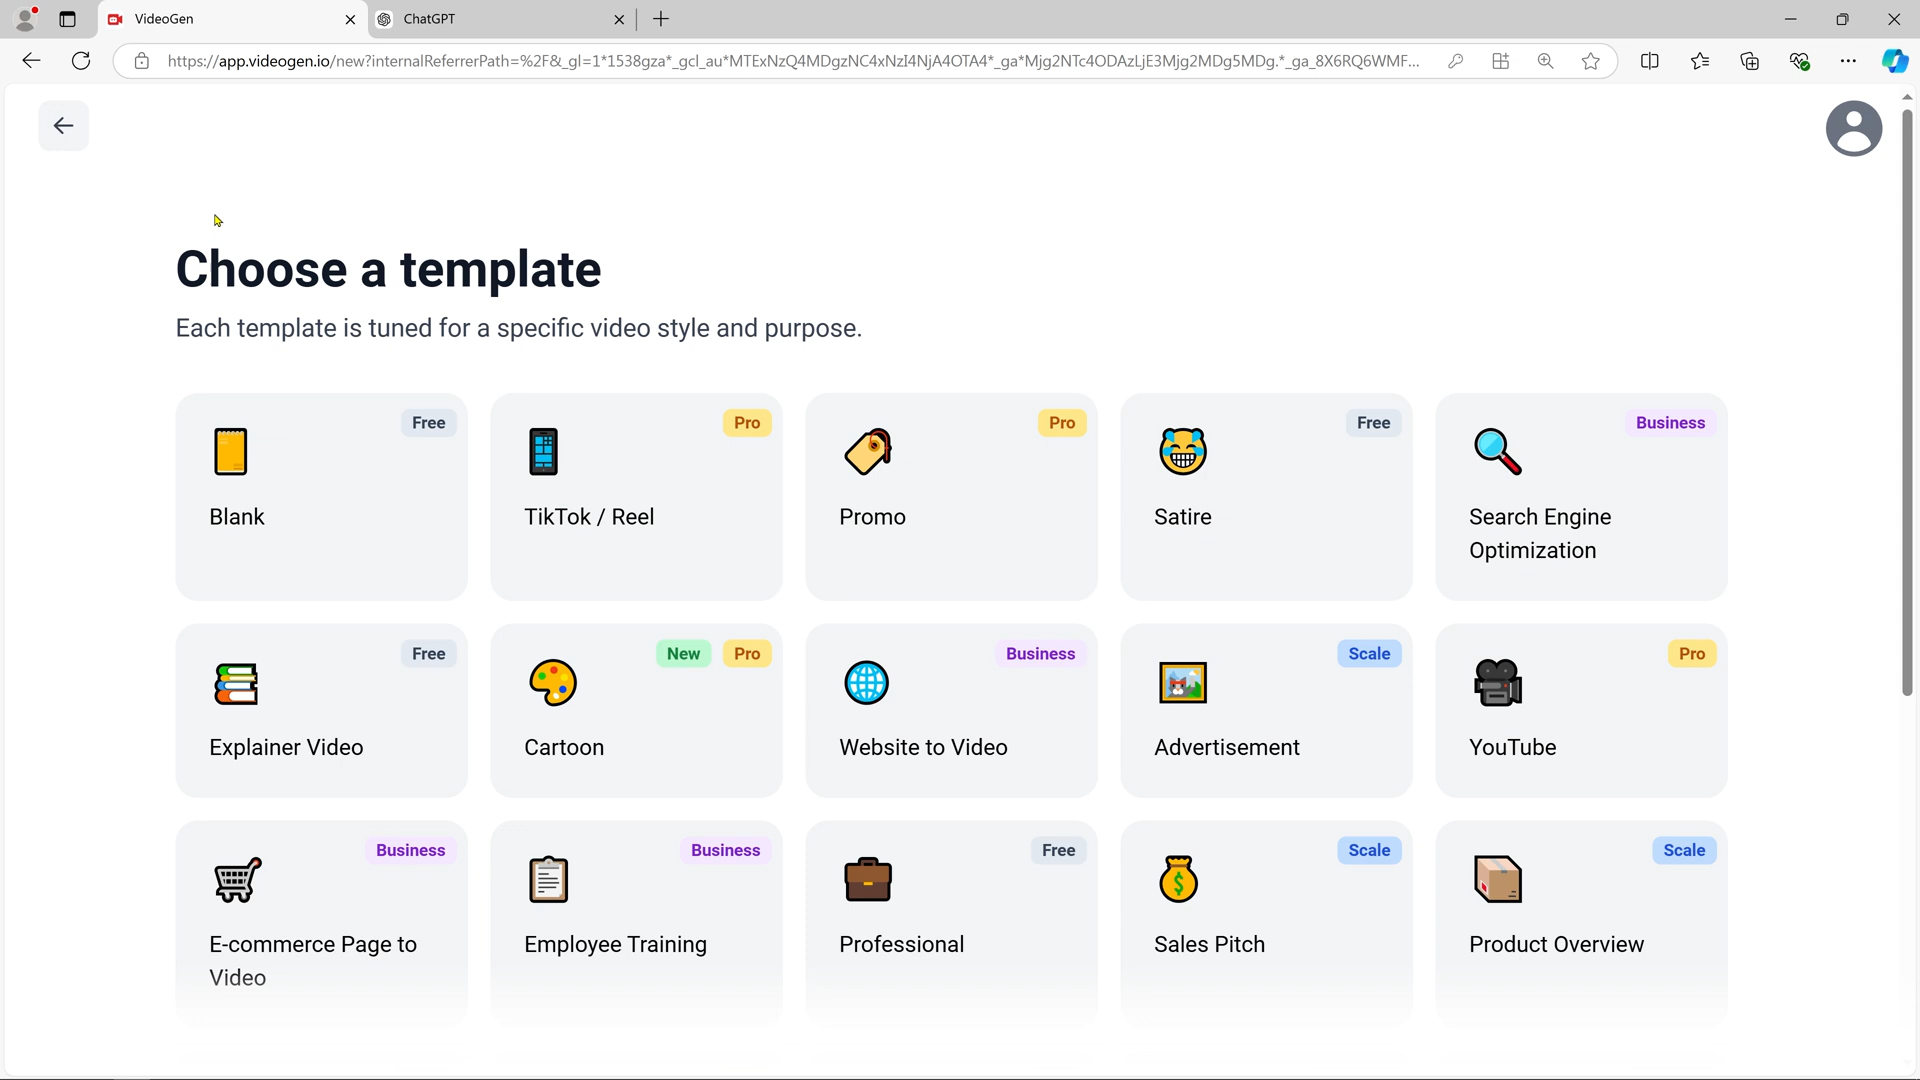 VideoGen
ChatGPT
https://app.videogen.io/new?internalReferrerPath=%2F&_gl=1*1538gza*_gcl_au*MTExNzQ4MDgzNC4xNzI4NjA4OTA4*_ga*Mjg2NTc4ODAzLjE3Mjg2MDg5MDg.*_ga_8X6RQ6WMF...
Choose a template
Each template is tuned for a specific video style and purpose.
Free
Blank
Pro
TikTok / Reel
Pro
Promo
Free
Satire
Business
Search Engine
Optimization
Free
Explainer Video
New Pro
Cartoon
Business
Website to Video
Scale
Advertisement
Pro
YouTube
Business
E-commerce Page to
Video
Business
Employee Training
Free
Professional
Scale
Sales Pitch
Scale
Product Overview